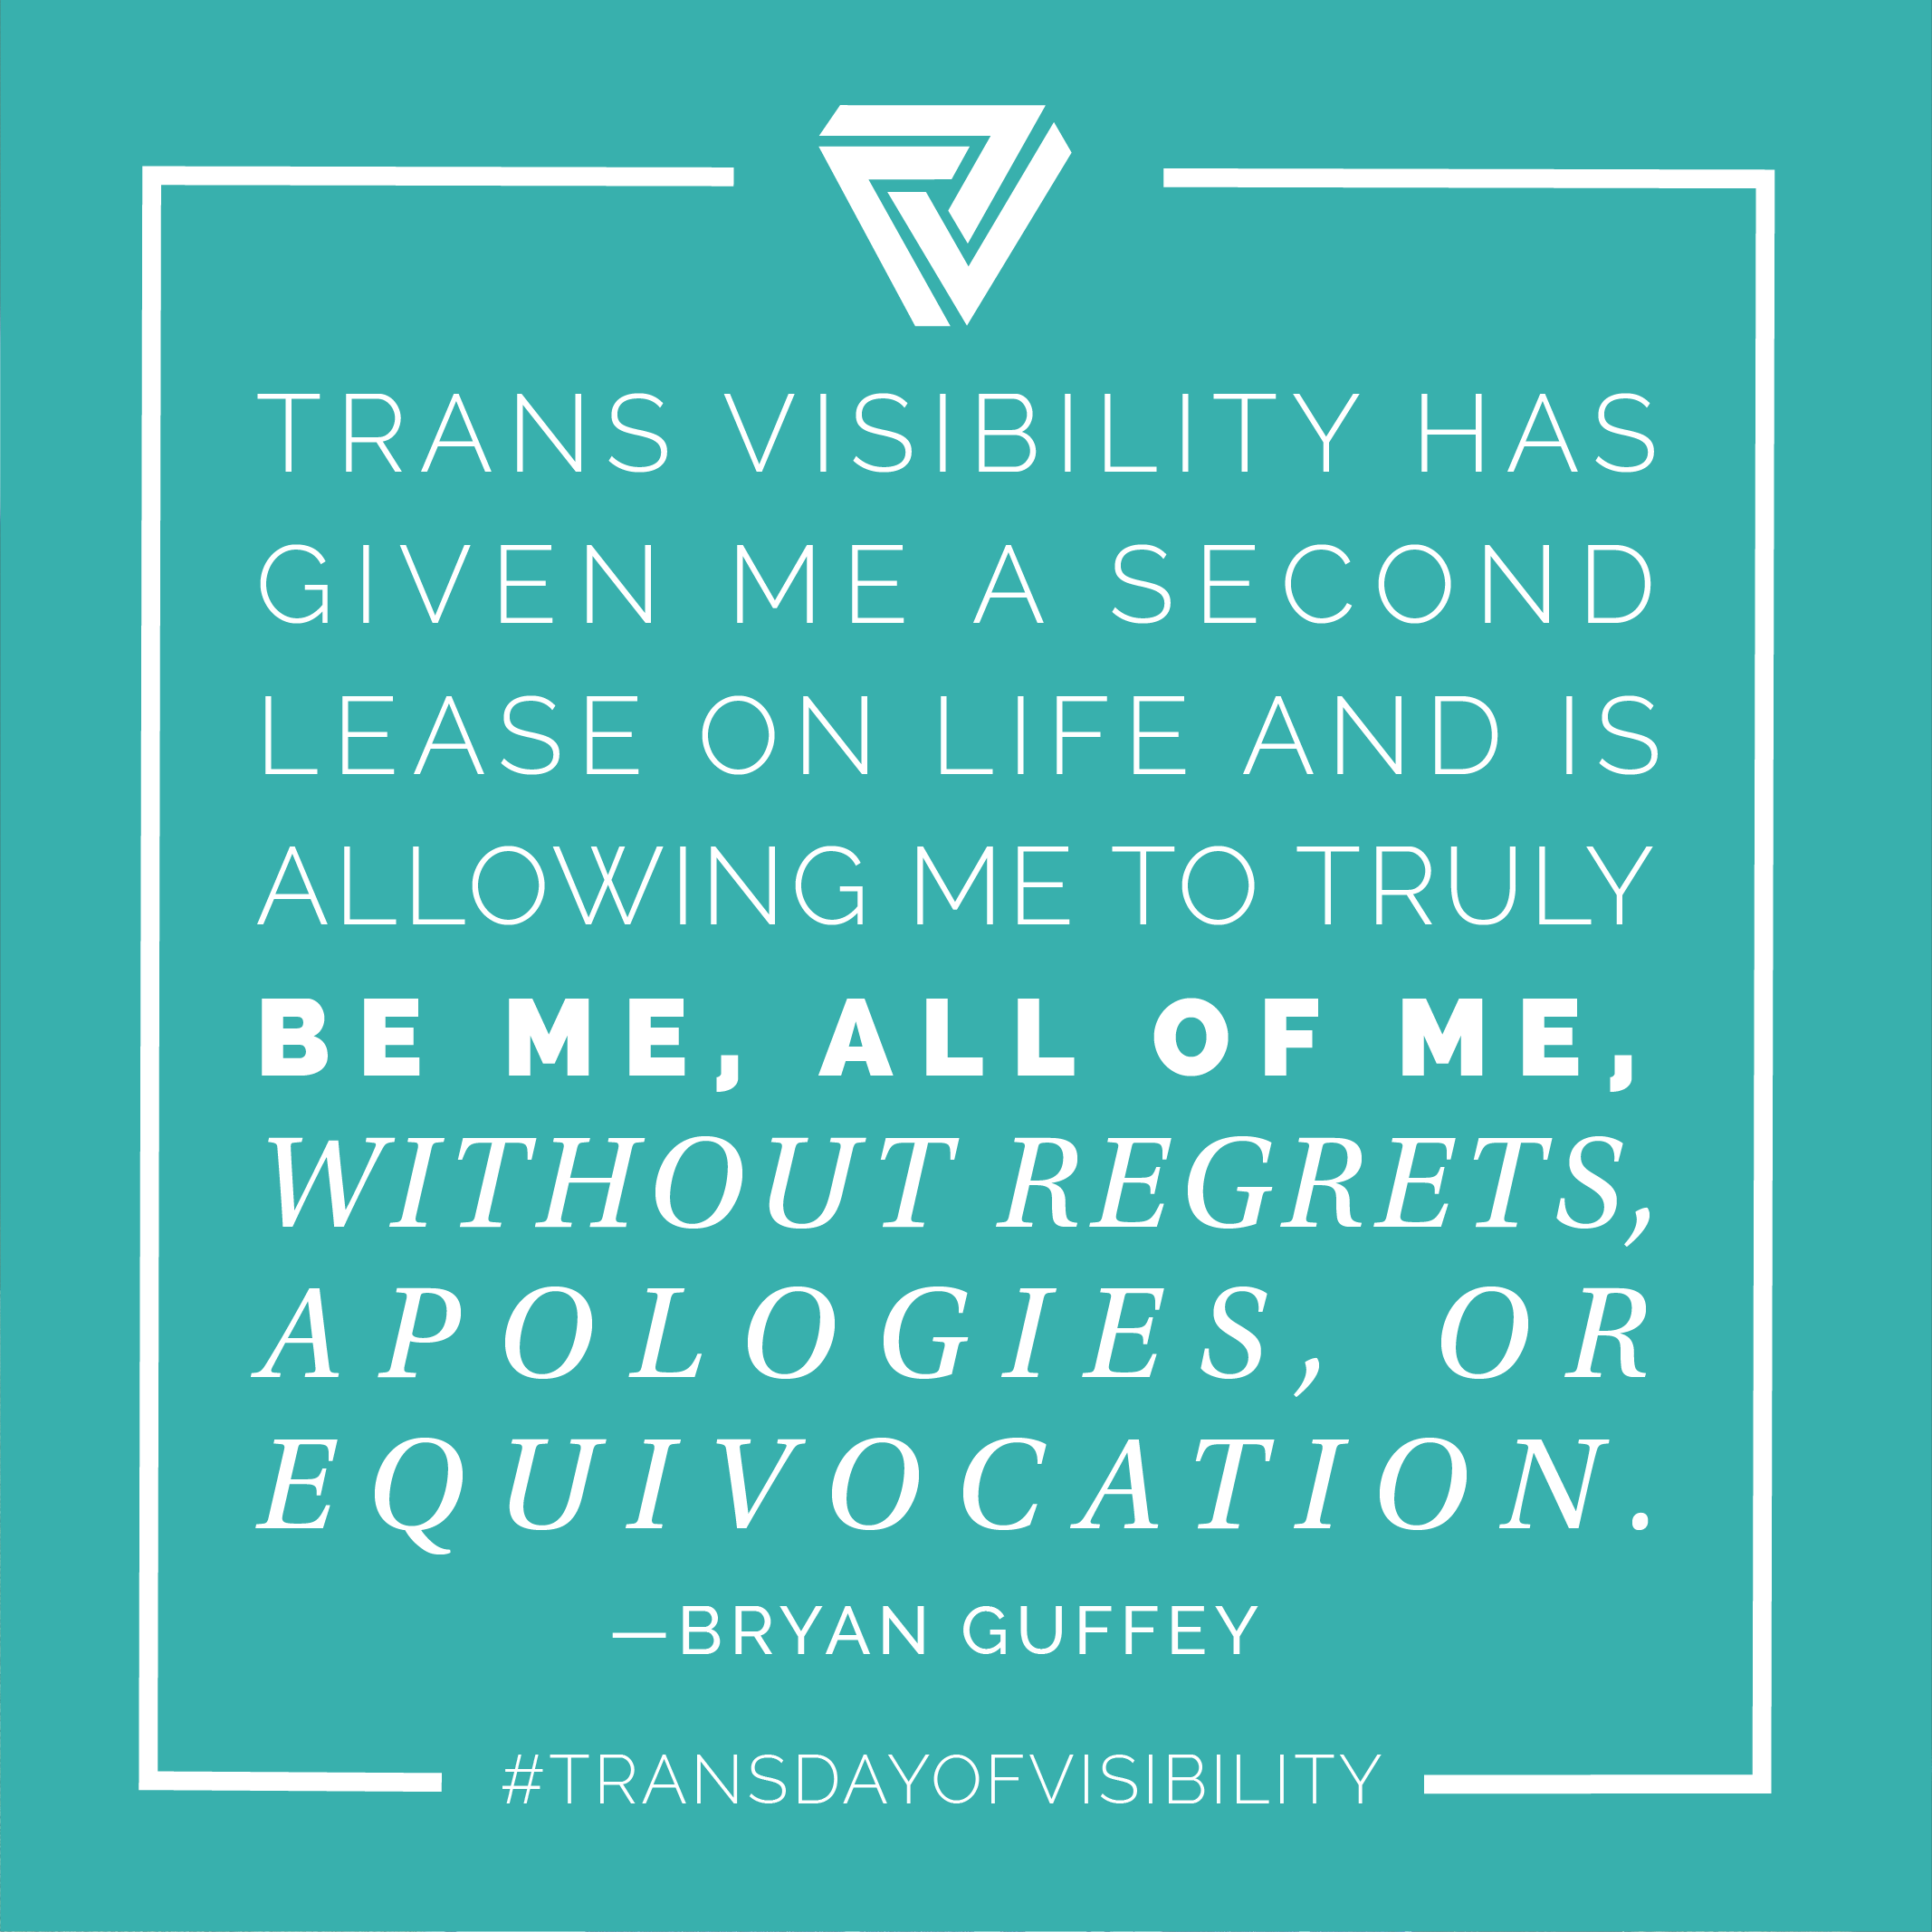 TRANS VISIBILITY HAS
GIVEN ME A SECOND
LEASE ON LIFE AND IS
ALLOWING ME TO TRULY
BE ME, ALL OF ME,
WITHOUT REGRETS,
APOLOGIES, OR
EQUIVOCATION.
—BRYAN GUFFEY
#TRANSDAYOFVISIBILITY